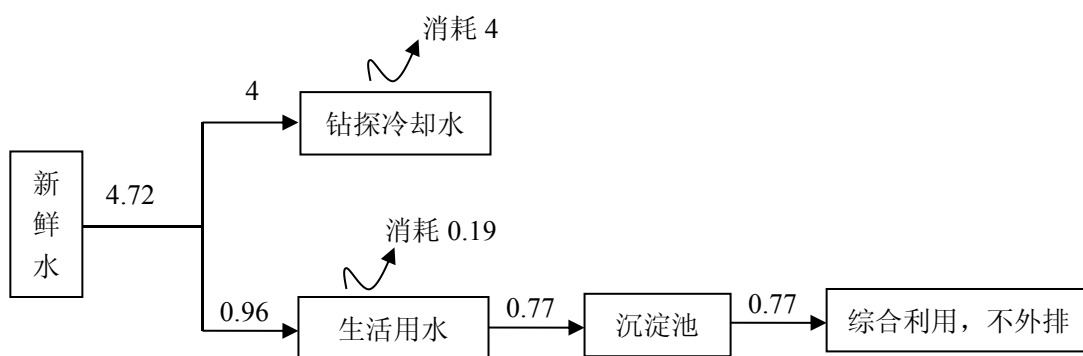 消耗 4
4
钻探冷却水
新
鲜
水
4.72
消耗 0.19
0.96
生活用水
0.77
沉淀池
0.77
综合利用，不外排